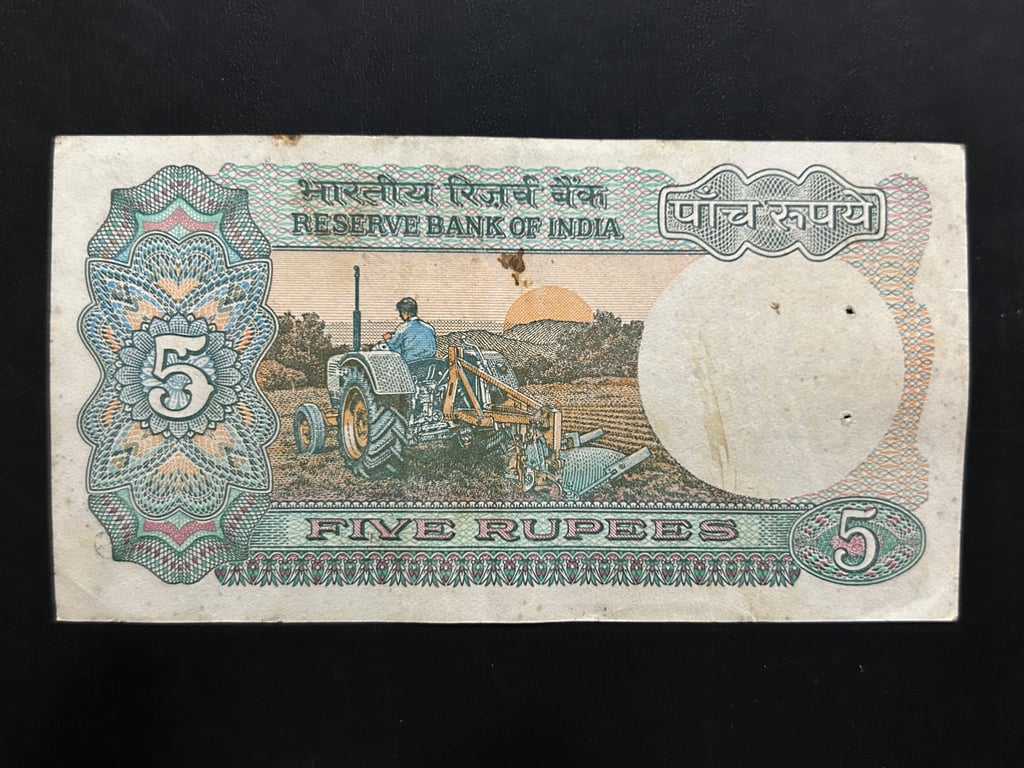 भारतीय रिज़र्व बैंक
RESERVE BANK OF INDIA
पाँच रुपये
5
FIVE RUPEES
5